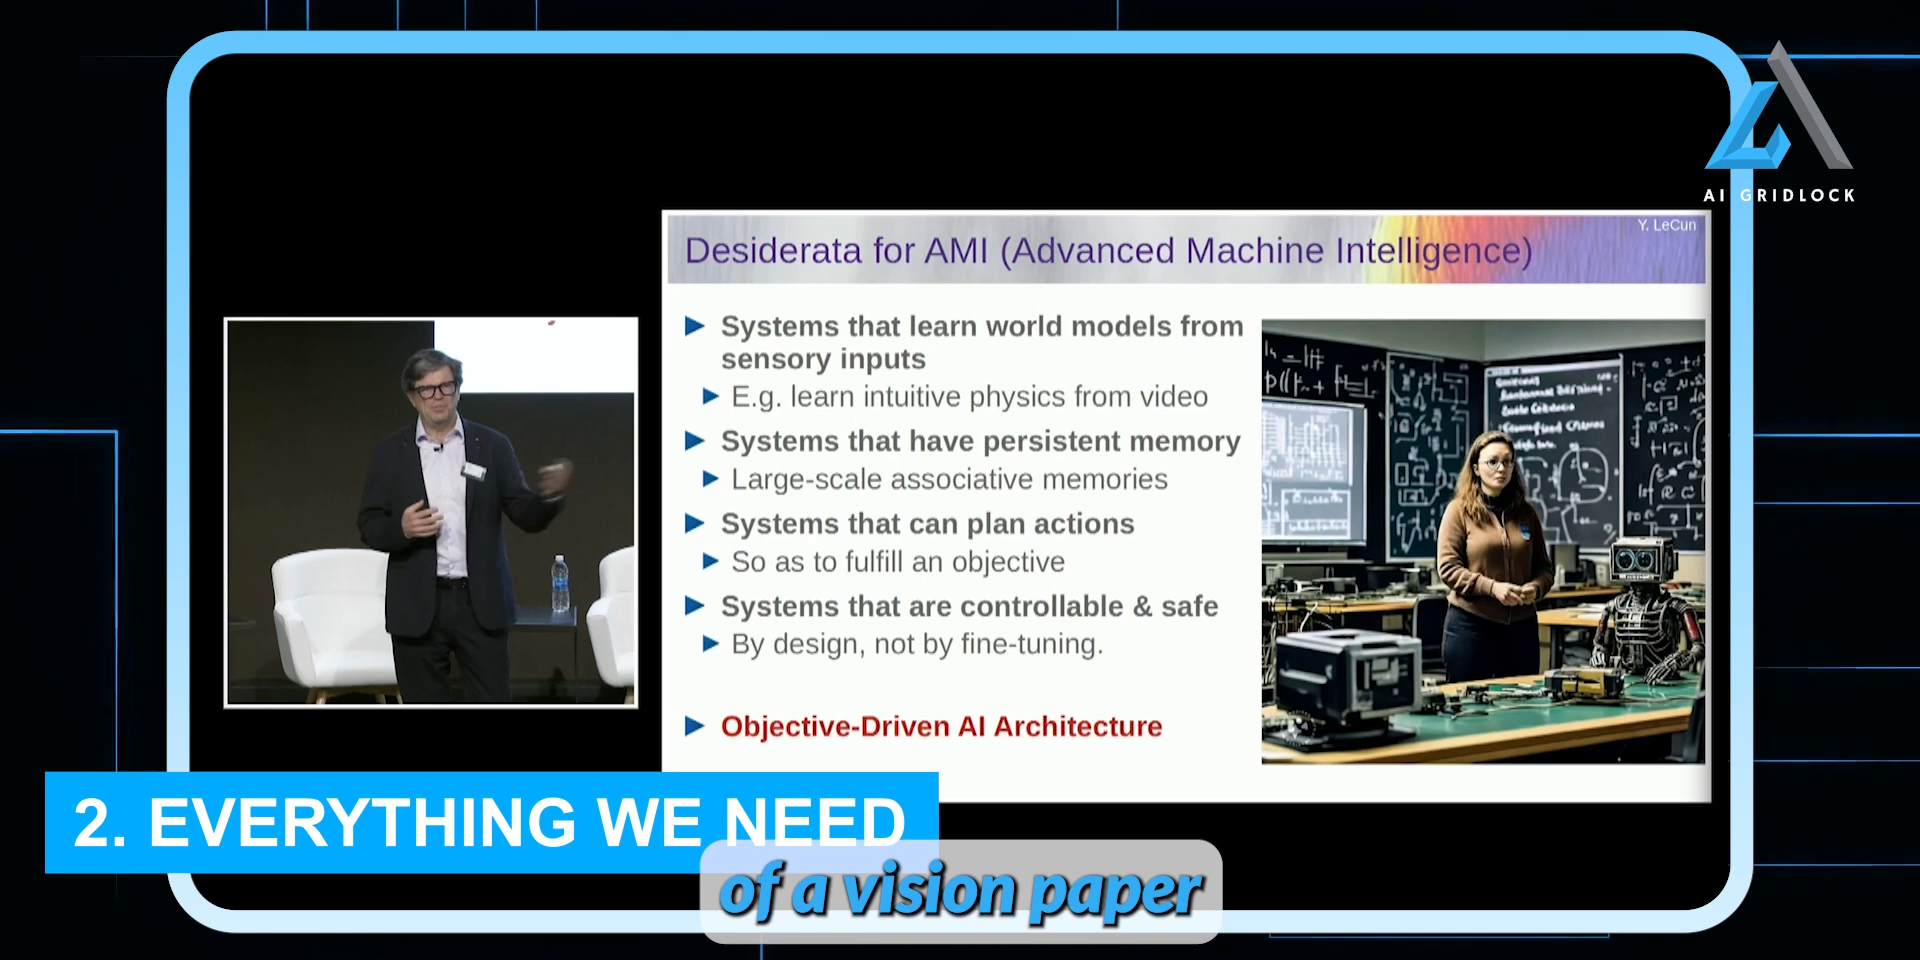 AI GRIDLOCK
Y. LeCun
Desiderata for AMI (Advanced Machine Intelligence)
Systems that learn world models from
sensory inputs
E.g. learn intuitive physics from video
Systems that have persistent memory
Large-scale associative memories
Systems that can plan actions
So as to fulfill an objective
Systems that are controllable & safe
By design, not by fine-tuning.
Objective-Driven AI Architecture
2. EVERYTHING WE NEED
of a vision paper